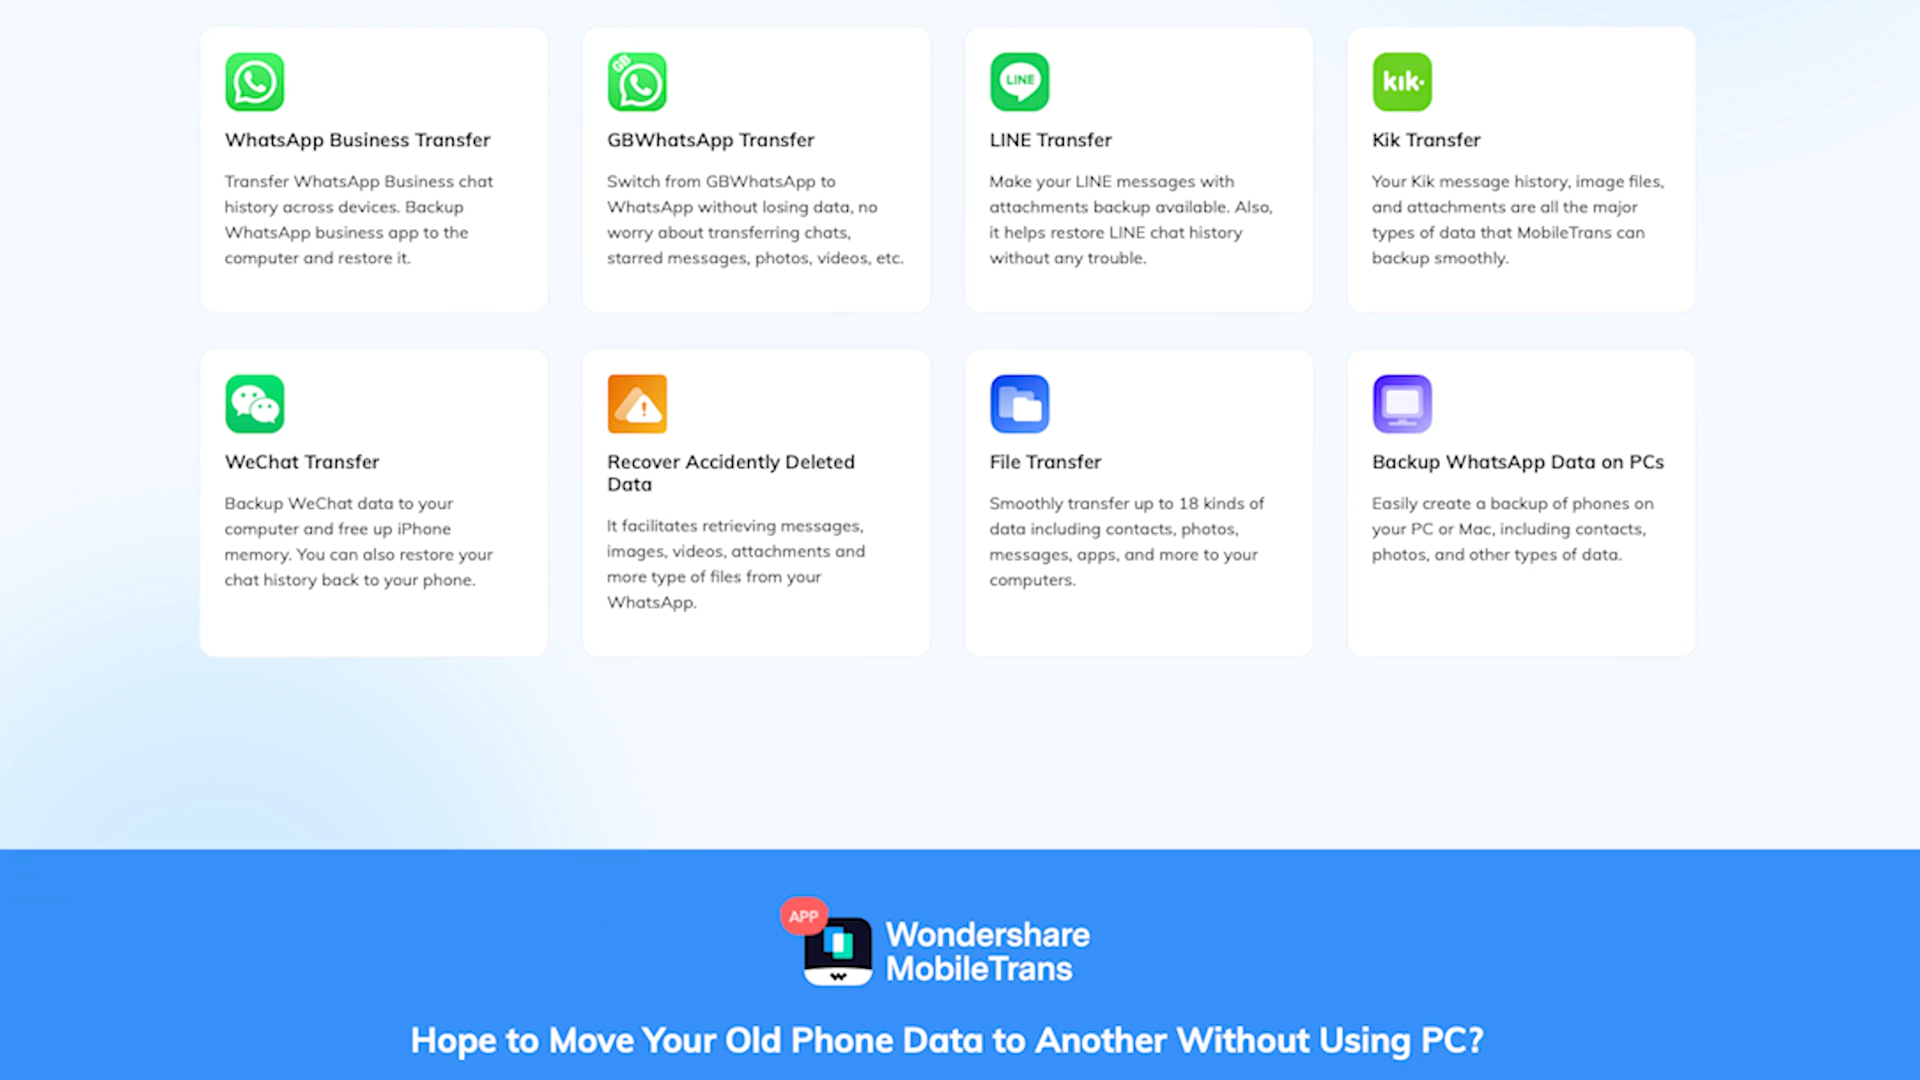 WhatsApp Business Transfer
Transfer WhatsApp Business chat
history across devices. Backup
WhatsApp business app to the
computer and restore it.
GB
GBWhatsApp Transfer
Switch from GBWhatsApp to
WhatsApp without losing data, no
worry about transferring chats,
starred messages, photos, videos, etc.
LINE
LINE Transfer
Make your LINE messages with
attachments backup available. Also,
it helps restore LINE chat history
without any trouble.
kik
Kik Transfer
Your Kik message history, image files,
and attachments are all the major
types of data that MobileTrans can
backup smoothly.
WeChat Transfer
Backup WeChat data to your
computer and free up iPhone
memory. You can also restore your
chat history back to your phone.
Recover Accidently Deleted
Data
It facilitates retrieving messages,
images, videos, attachments and
more type of files from your
WhatsApp.
File Transfer
Smoothly transfer up to 18 kinds of
data including contacts, photos,
messages, apps, and more to your
computers.
Backup WhatsApp Data on PCs
Easily create a backup of phones on
your PC or Mac, including contacts,
photos, and other types of data.
APP
Wondershare
MobileTrans
Hope to Move Your Old Phone Data to Another Without Using PC?